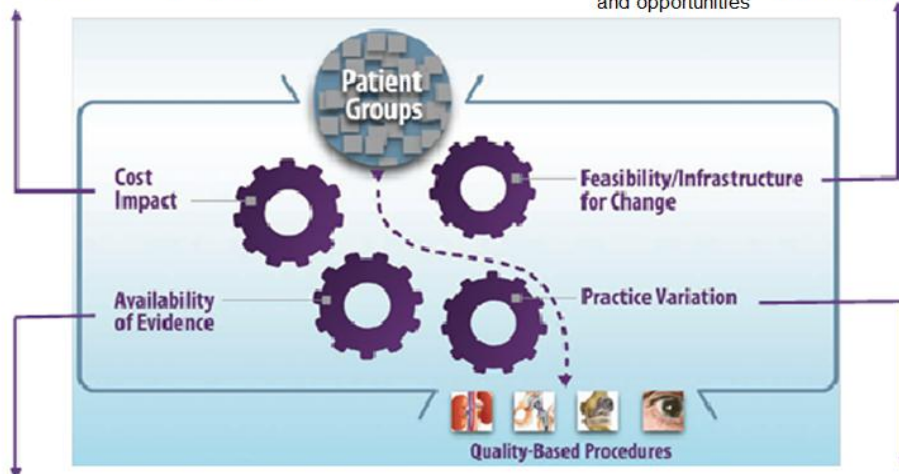 and opportunities
Patient
Groups
Cost
Impact
Feasibility/Infrastructure
for Change
Availability
of Evidence
Practice Variation
Quality-Based Procedures